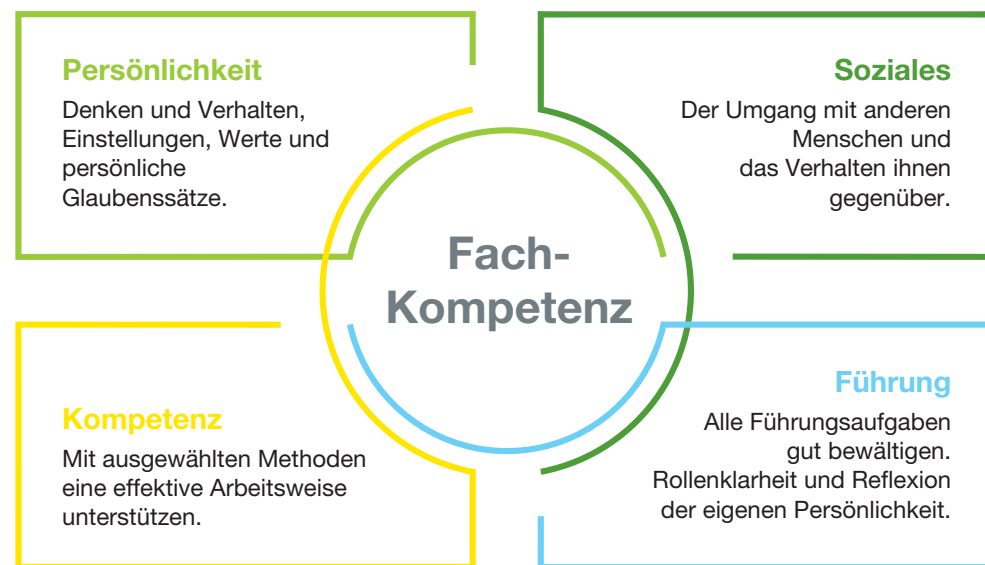 Persönlichkeit
Denken und Verhalten,
Einstellungen, Werte und
persönliche
Glaubenssätze.
Soziales
Der Umgang mit anderen
Menschen und
das Verhalten ihnen
gegenüber.
Fach-
Kompetenz
Kompetenz
Mit ausgewählten Methoden
eine effektive Arbeitsweise
unterstützen.
Führung
Alle Führungsaufgaben
gut bewältigen.
Rollenklarheit und Reflexion
der eigenen Persönlichkeit.